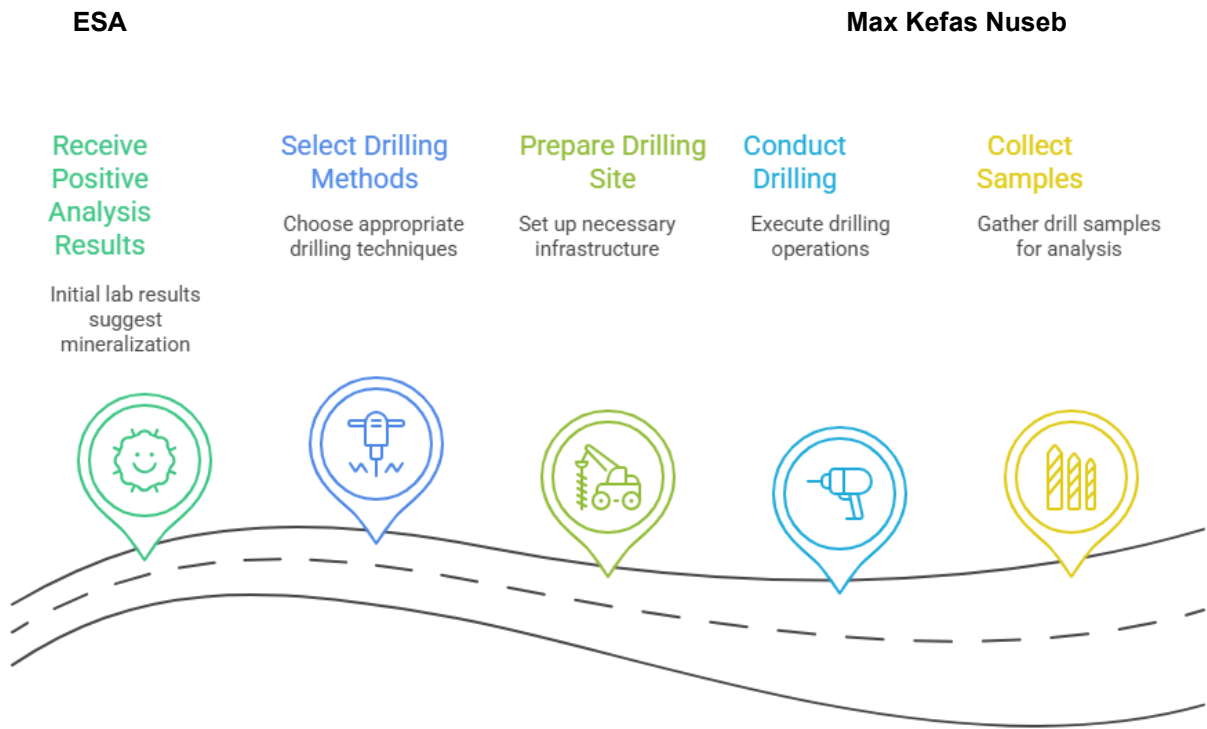 ESA
Max Kefas Nuseb
Receive
Positive
Analysis
Results
Initial lab results
suggest
mineralization
Select Drilling
Methods
Choose appropriate
drilling techniques
Prepare Drilling
Site
Set up necessary
infrastructure
Conduct
Drilling
Execute drilling
operations
Collect
Samples
Gather drill samples
for analysis